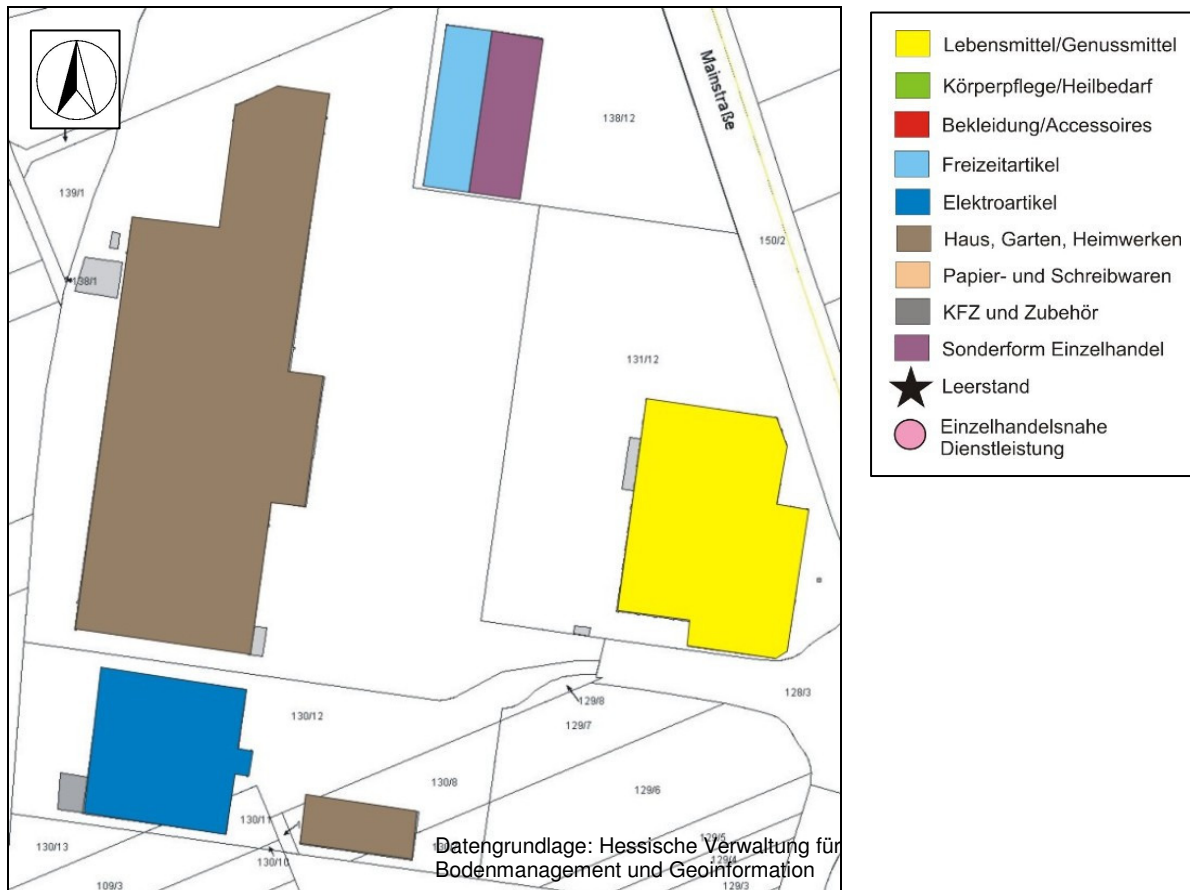 138/12
Mainstraße
139/1
150/2
138/1
131/12
128/3
129/8
130/12
129/7
130/8
129/6
130/11
129/5
130/13
Datengrundlage: Hessische Verwaltung für
129/4
130/10
Bodenmanagement und Geoinformation
109/3
129/3
Lebensmittel/Genussmittel
Körperpflege/Heilbedarf
Bekleidung/Accessoires
Freizeitartikel
Elektroartikel
Haus, Garten, Heimwerken
Papier- und Schreibwaren
KFZ und Zubehör
Sonderform Einzelhandel
Leerstand
Einzelhandelsnahe
Dienstleistung